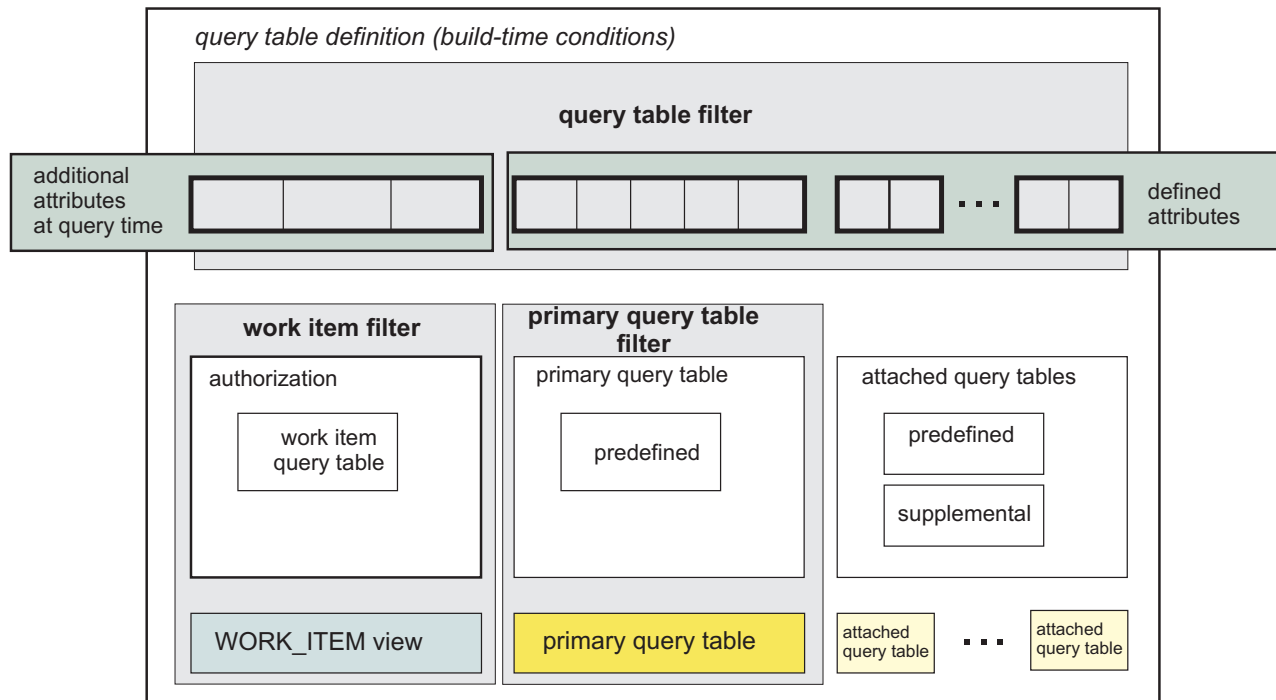 query table definition (build-time conditions)
query table filter
additional
attributes
at query time
defined
attributes
work item filter
authorization
work item
query table
WORK_ITEM view
primary query table
filter
primary query table
predefined
primary query table
attached query tables
predefined
supplemental
attached
query table
attached
query table